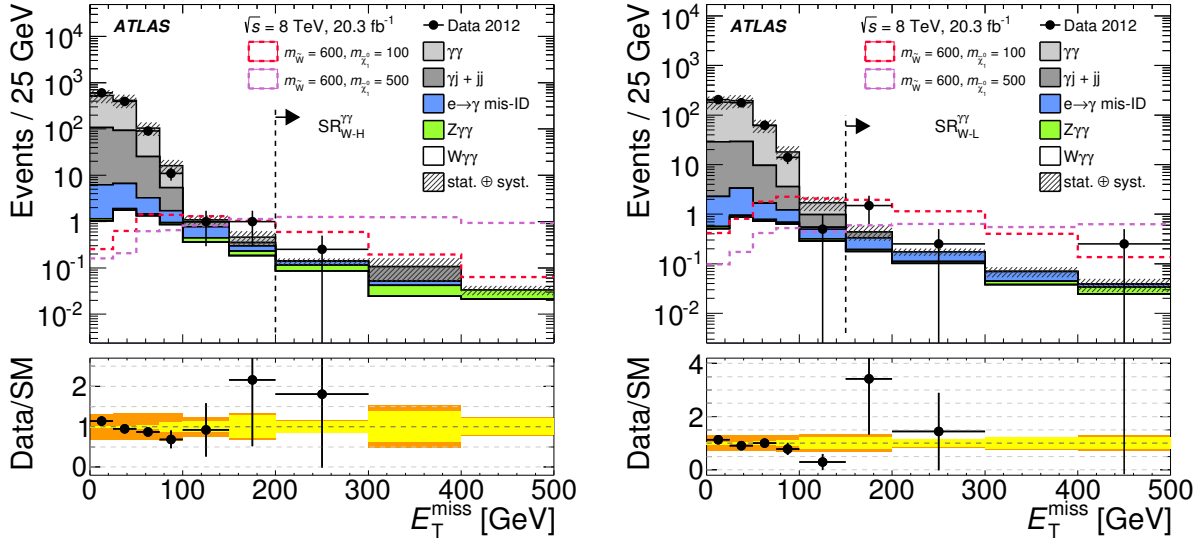 ATLAS
√s = 8 TeV, 20.3 fb⁻¹
m_W̃ = 600, m_χ̃₁⁰ = 100
m_W̃ = 600, m_χ̃₁⁰ = 500
Data 2012
γγ
γj + jj
e→γ mis-ID
Zγγ
Wγγ
stat. ⊕ syst.
SR^γγ_W-H
Events / 25 GeV
10⁴
10³
10²
10
1
10⁻¹
10⁻²
Data/SM
2
1
0
0 100 200 300 400 500
E_T^miss [GeV]
ATLAS
√s = 8 TeV, 20.3 fb⁻¹
m_W̃ = 600, m_χ̃₁⁰ = 100
m_W̃ = 600, m_χ̃₁⁰ = 500
Data 2012
γγ
γj + jj
e→γ mis-ID
Zγγ
Wγγ
stat. ⊕ syst.
SR^γγ_W-L
Events / 25 GeV
10⁴
10³
10²
10
1
10⁻¹
10⁻²
Data/SM
4
2
0
0 100 200 300 400 500
E_T^miss [GeV]